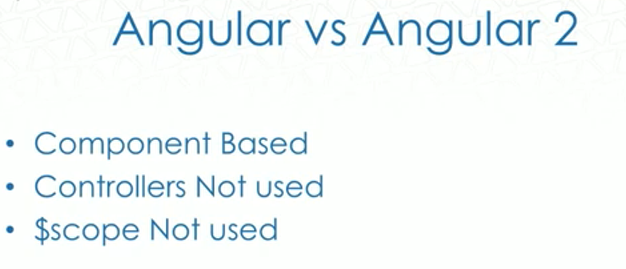 Angular vs Angular 2
• Component Based
• Controllers Not used
• $scope Not used